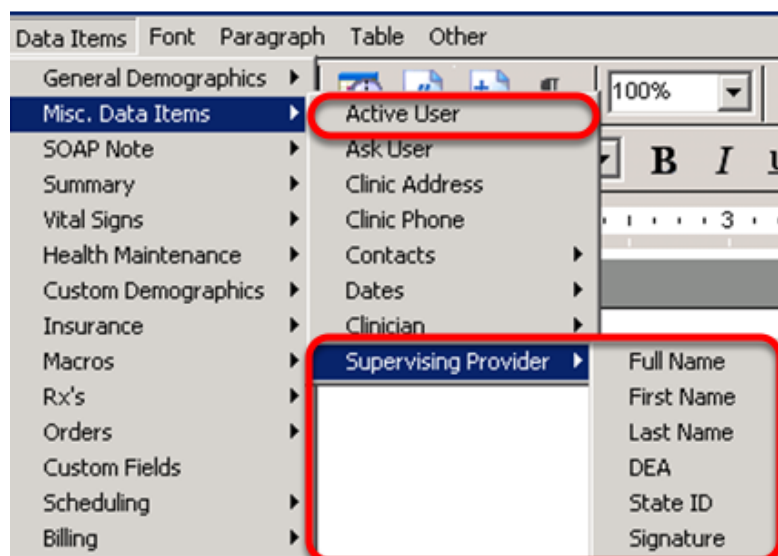 Data Items Font Paragraph Table Other
General Demographics
Misc. Data Items
SOAP Note
Summary
Vital Signs
Health Maintenance
Custom Demographics
Insurance
Macros
Rx's
Orders
Custom Fields
Scheduling
Billing
Active User
Ask User
Clinic Address
Clinic Phone
Contacts
Dates
Clinician
Supervising Provider
Full Name
First Name
Last Name
DEA
State ID
Signature
100%
B I
3